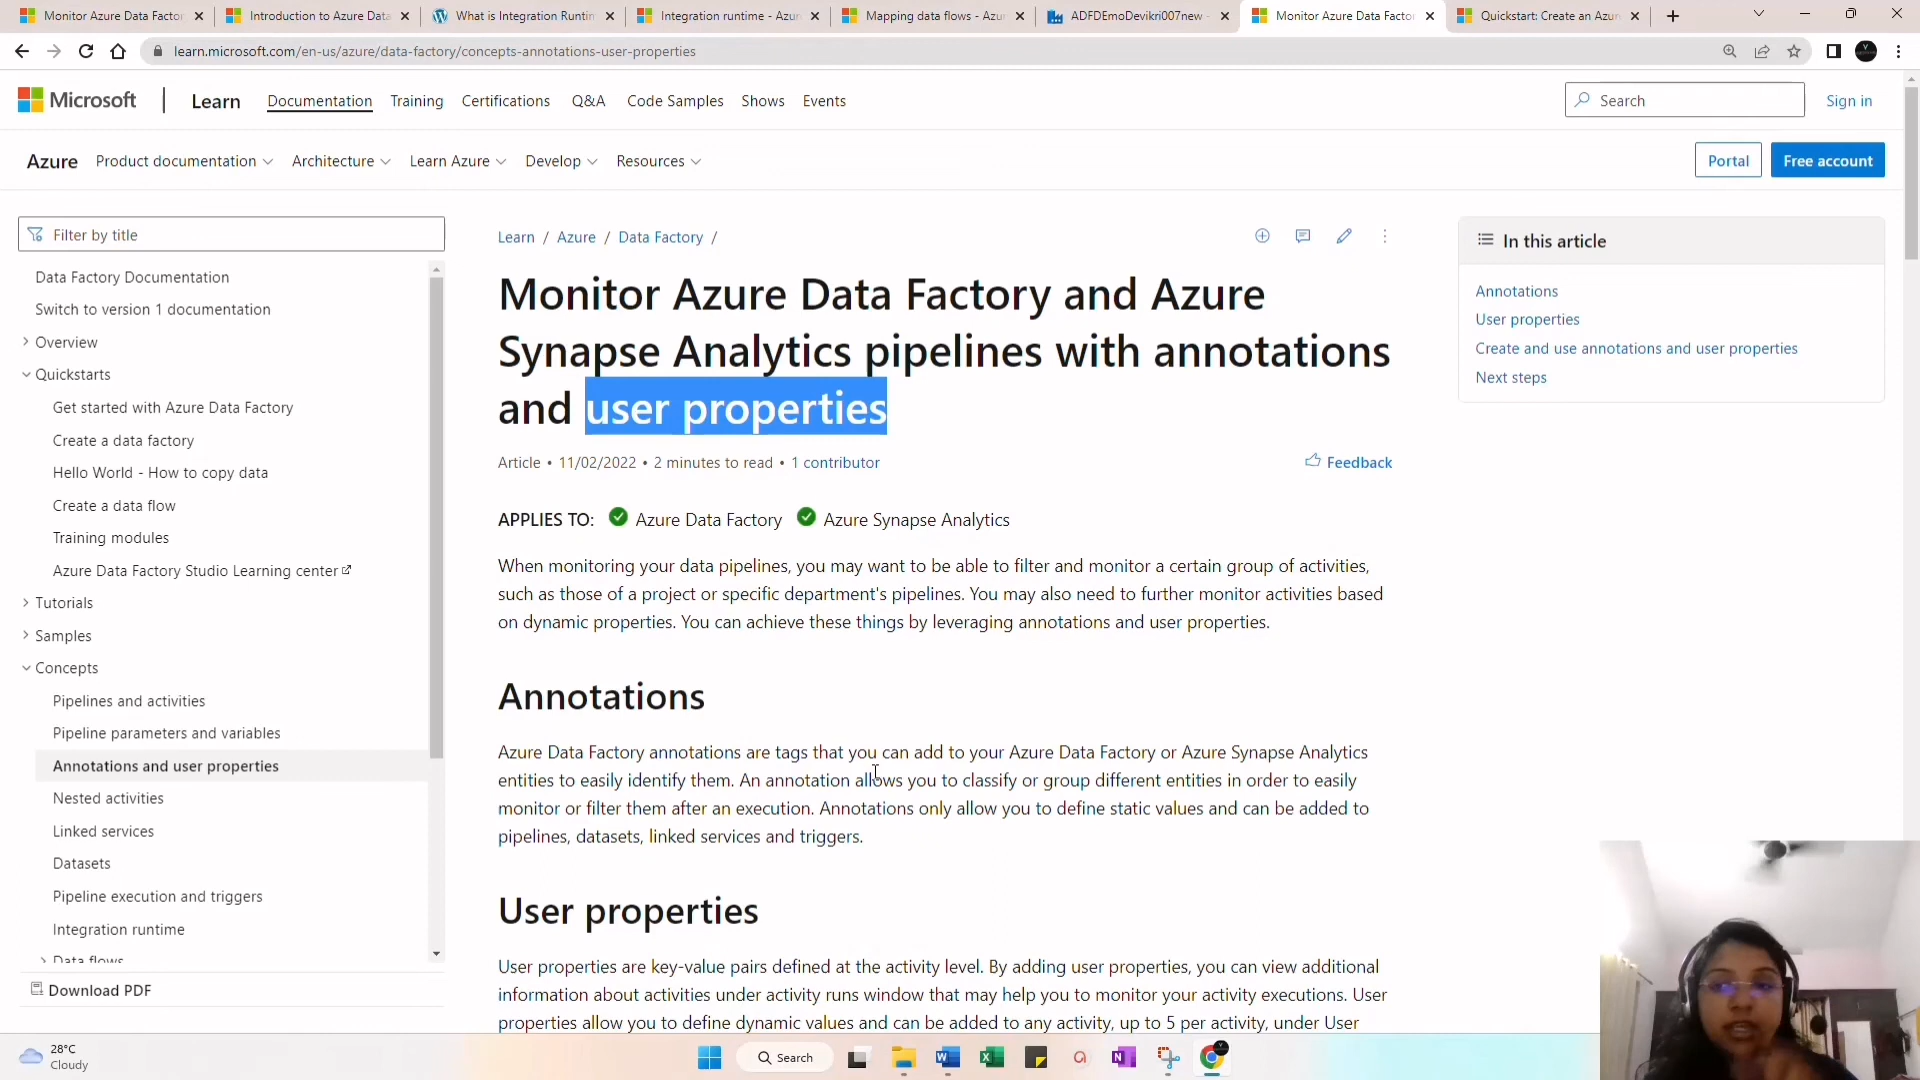 Monitor Azure Data Factor
Introduction to Azure Data
What is Integration Runtim
Integration runtime - Azur
Mapping data flows - Azu
ADFDEmoDevikri007new -
Monitor Azure Data Factor
Quickstart: Create an Azur
learn.microsoft.com/en-us/azure/data-factory/concepts-annotations-user-properties
Microsoft
Learn
Documentation
Training
Certifications
Q&A
Code Samples
Shows
Events
Search
Sign in
Azure
Product documentation
Architecture
Learn Azure
Develop
Resources
Portal
Free account
Filter by title
Data Factory Documentation
Switch to version 1 documentation
Overview
Quickstarts
Get started with Azure Data Factory
Create a data factory
Hello World - How to copy data
Create a data flow
Training modules
Azure Data Factory Studio Learning center
Tutorials
Samples
Concepts
Pipelines and activities
Pipeline parameters and variables
Annotations and user properties
Nested activities
Linked services
Datasets
Pipeline execution and triggers
Integration runtime
Data flows
Download PDF
Learn / Azure / Data Factory /
Monitor Azure Data Factory and Azure
Synapse Analytics pipelines with annotations
and user properties
Article • 11/02/2022 • 2 minutes to read • 1 contributor
Feedback
APPLIES TO: Azure Data Factory Azure Synapse Analytics
When monitoring your data pipelines, you may want to be able to filter and monitor a certain group of activities,
such as those of a project or specific department's pipelines. You may also need to further monitor activities based
on dynamic properties. You can achieve these things by leveraging annotations and user properties.
Annotations
Azure Data Factory annotations are tags that you can add to your Azure Data Factory or Azure Synapse Analytics
entities to easily identify them. An annotation allows you to classify or group different entities in order to easily
monitor or filter them after an execution. Annotations only allow you to define static values and can be added to
pipelines, datasets, linked services and triggers.
User properties
User properties are key-value pairs defined at the activity level. By adding user properties, you can view additional
information about activities under activity runs window that may help you to monitor your activity executions. User
properties allow you to define dynamic values and can be added to any activity, up to 5 per activity, under User
In this article
Annotations
User properties
Create and use annotations and user properties
Next steps
28°C
Cloudy
Search